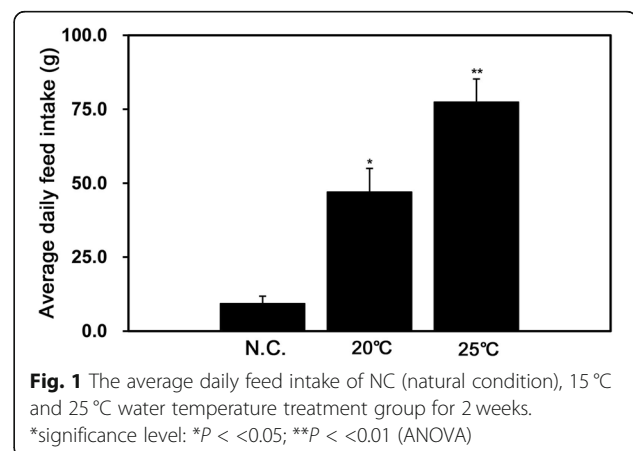 Average daily feed intake (g)
100.0
75.0
50.0
25.0
0.0
*
**
N.C.
20℃
25℃
Fig. 1 The average daily feed intake of NC (natural condition), 15 °C
and 25 °C water temperature treatment group for 2 weeks.
*significance level: *P < <0.05; **P < <0.01 (ANOVA)